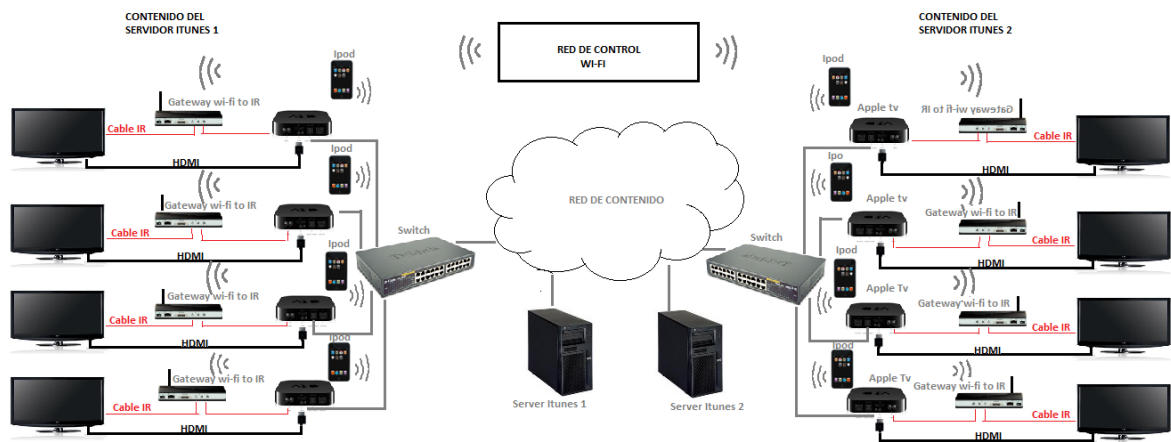 CONTENIDO DEL
SERVIDOR ITUNES 1
CONTENIDO DEL
SERVIDOR ITUNES 2
RED DE CONTROL
WI-FI
Ipod
Gateway wi-fi to IR
Cable IR
HDMI
Ipod
Gateway wi-fi to IR
Cable IR
HDMI
Ipod
Gateway wi-fi to IR
Cable IR
HDMI
Ipod
Gateway wi-fi to IR
Cable IR
HDMI
Switch
RED DE CONTENIDO
Server Itunes 1
Server Itunes 2
Switch
Ipod
Apple tv
Gateway wi-fi to IR
Cable IR
HDMI
Ipo
Apple tv
Gateway wi-fi to IR
Cable IR
HDMI
Ipod
Apple Tv
Gateway wi-fi to IR
Cable IR
HDMI
Ipod
Apple Tv
Gateway wi-fi to IR
Cable IR
HDMI